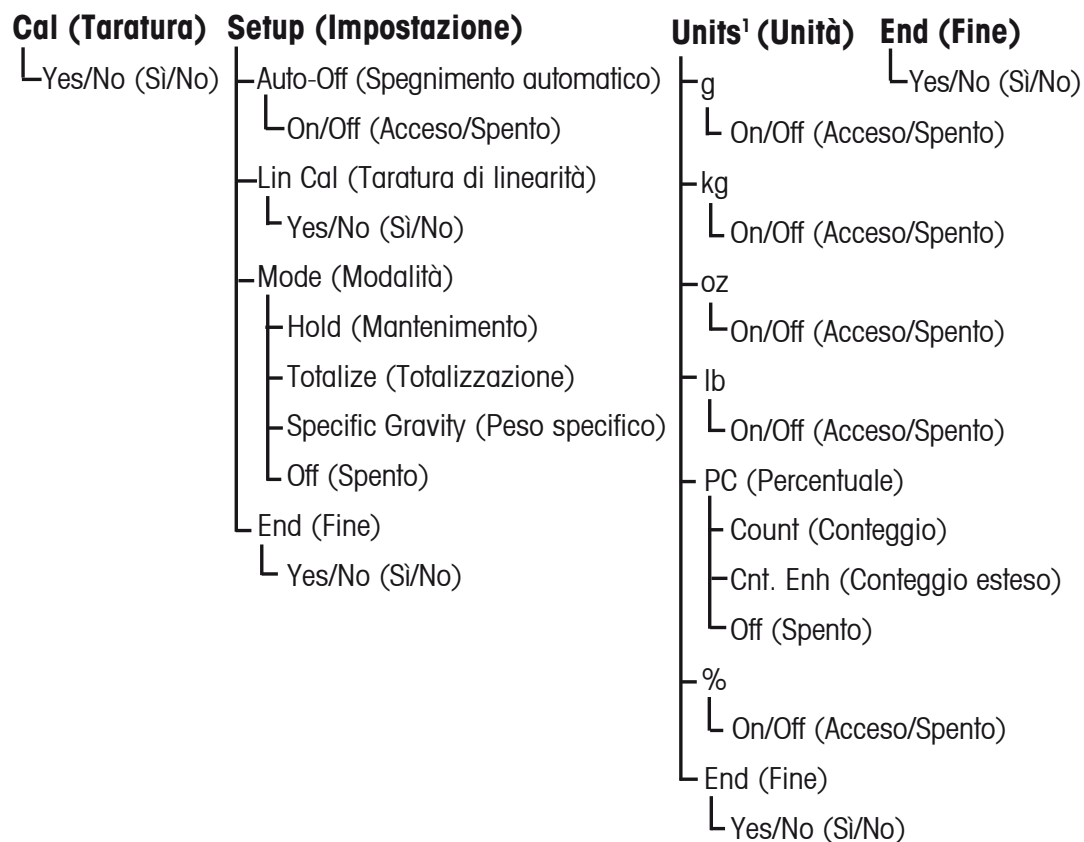 Cal (Taratura)
Yes/No (Sì/No)
Setup (Impostazione)
Auto-Off (Spegnimento automatico)
On/Off (Acceso/Spento)
Lin Cal (Taratura di linearità)
Yes/No (Sì/No)
Mode (Modalità)
Hold (Mantenimento)
Totalize (Totalizzazione)
Specific Gravity (Peso specifico)
Off (Spento)
End (Fine)
Yes/No (Sì/No)
Units¹ (Unità)
g
On/Off (Acceso/Spento)
kg
On/Off (Acceso/Spento)
oz
On/Off (Acceso/Spento)
lb
On/Off (Acceso/Spento)
PC (Percentuale)
Count (Conteggio)
Cnt. Enh (Conteggio esteso)
Off (Spento)
%
On/Off (Acceso/Spento)
End (Fine)
Yes/No (Sì/No)
End (Fine)
Yes/No (Sì/No)